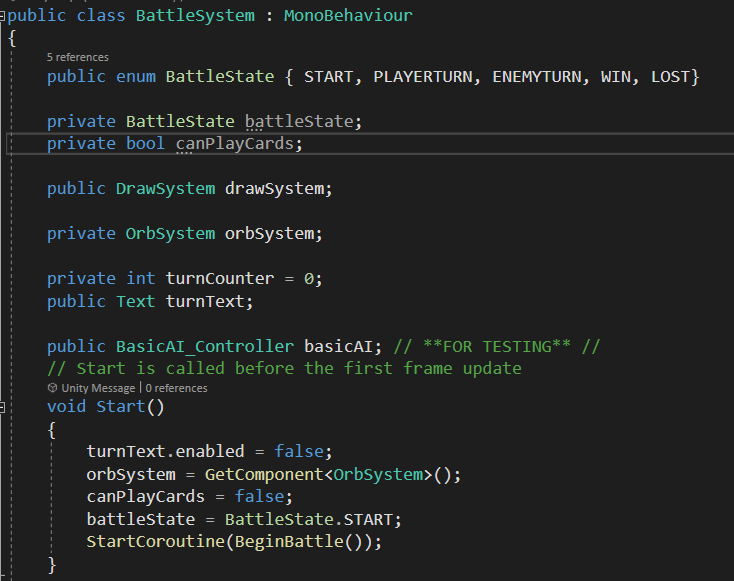 public class BattleSystem : MonoBehaviour
{
5 references
public enum BattleState { START, PLAYERTURN, ENEMYTURN, WIN, LOST}
private BattleState battleState;
private bool canPlayCards;
public DrawSystem drawSystem;
private OrbSystem orbSystem;
private int turnCounter = 0;
public Text turnText;
public BasicAI_Controller basicAI; // **FOR TESTING** //
// Start is called before the first frame update
Unity Message | 0 references
void Start()
{
turnText.enabled = false;
orbSystem = GetComponent<OrbSystem>();
canPlayCards = false;
battleState = BattleState.START;
StartCoroutine(BeginBattle());
}